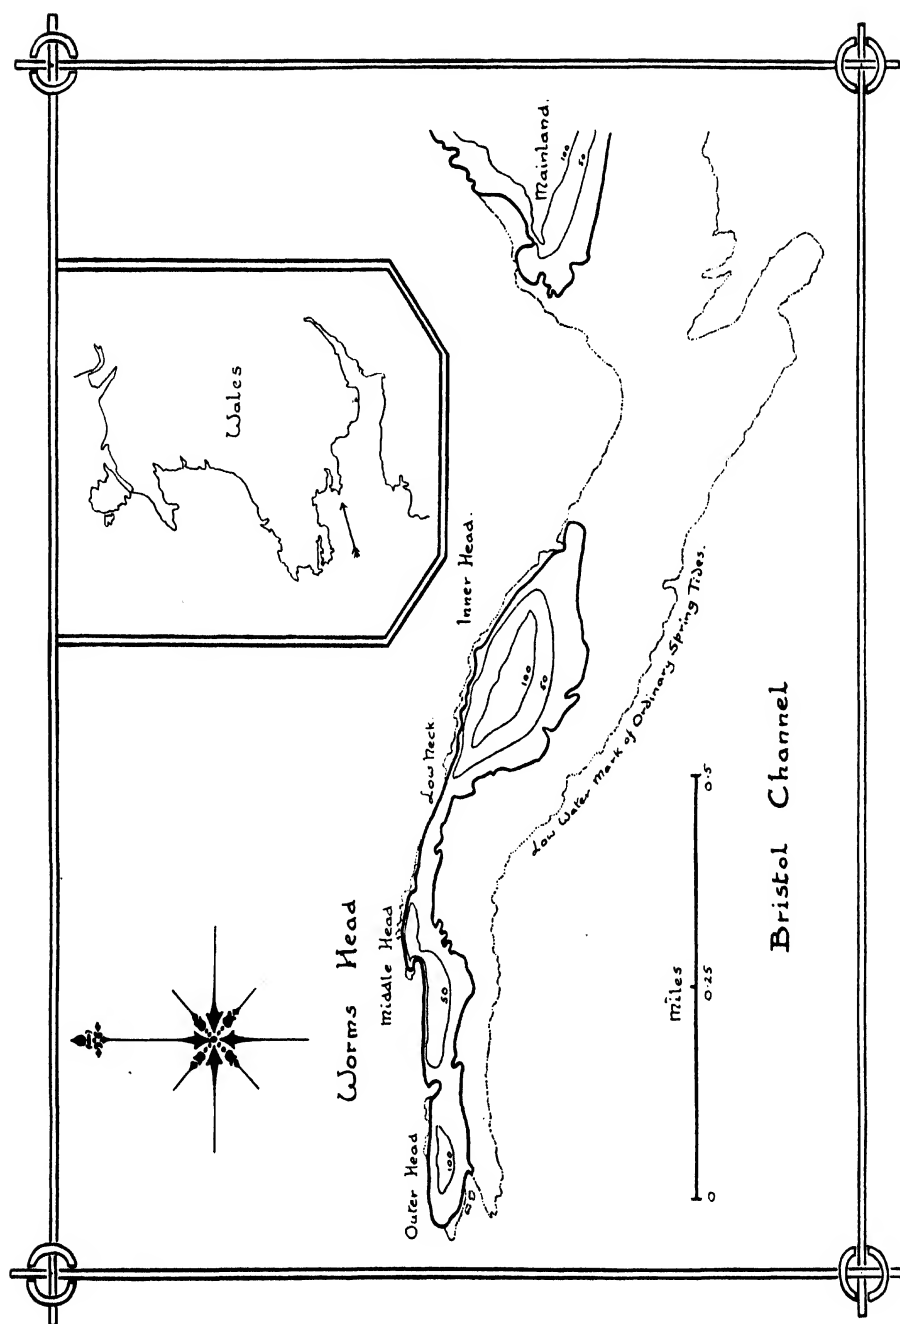 Wales
Mainland.
100
50
Inner Head.
Low Neck.
100
50
Worms Head
Middle Head
50
Outer Head
100
Low Water Mark of Ordinary Spring Tides.
Miles
0
0.25
0.5
Bristol Channel